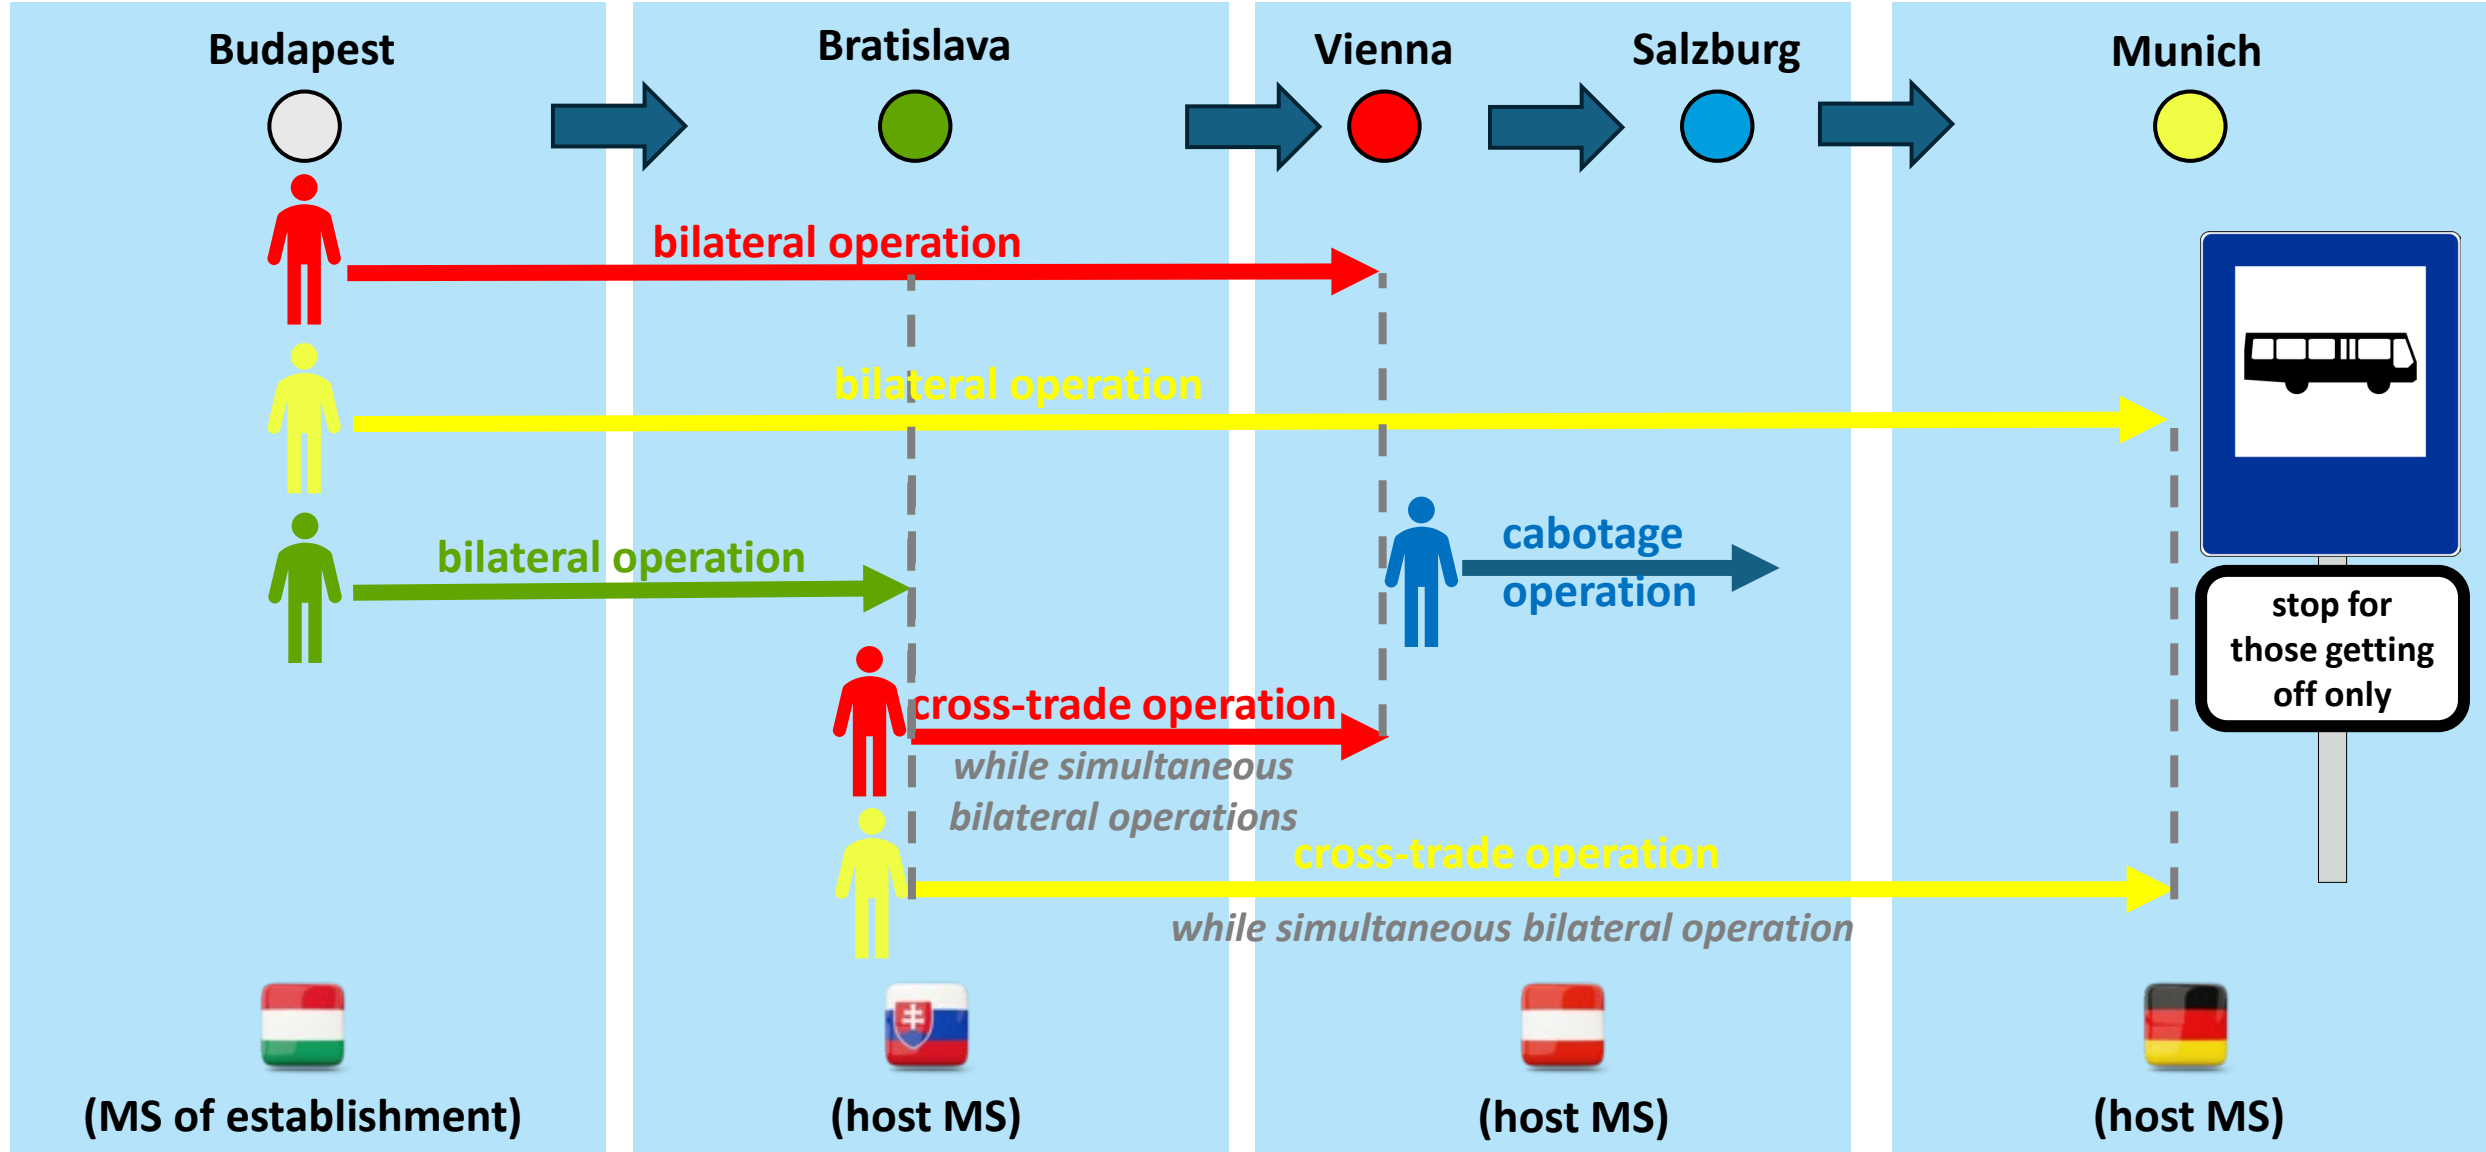 Budapest
Bratislava
Vienna
Salzburg
Munich
bilateral operation
bilateral operation
bilateral operation
cabotage
operation
stop for
those getting
off only
cross-trade operation
while simultaneous
bilateral operations
cross-trade operation
while simultaneous bilateral operation
(MS of establishment)
(host MS)
(host MS)
(host MS)